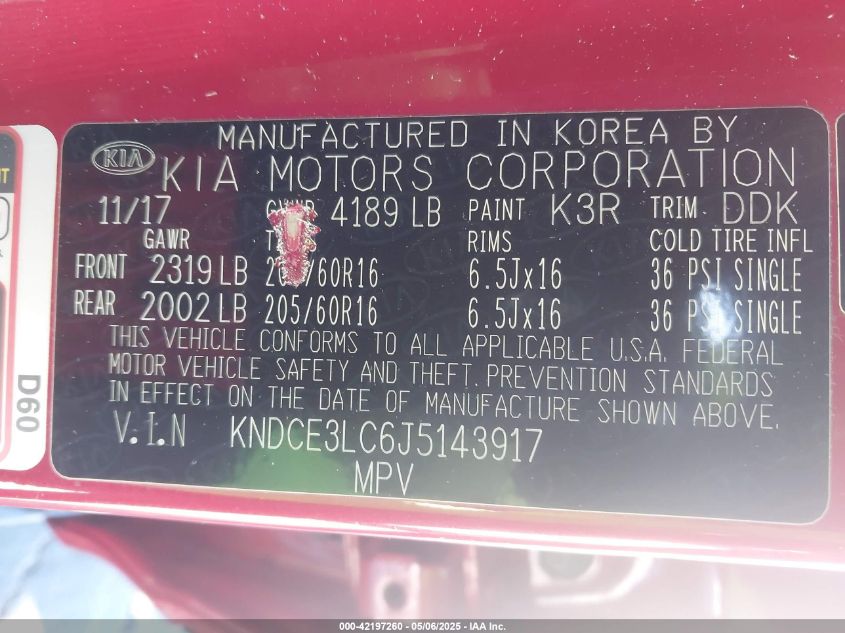 MANUFACTURED IN KOREA BY
KIA KIA MOTORS CORPORATION
11/17 4189 LB PAINT K3R TRIM DDK
GAWR RIMS COLD TIRE INFL
FRONT 2319 LB 6.5Jx16 36 PSI SINGLE
REAR 2002 LB 205/60R16 6.5Jx16 36 PSI SINGLE
THIS VEHICLE CONFORMS TO ALL APPLICABLE U.S.A. FEDERAL
MOTOR VEHICLE SAFETY AND THEFT PREVENTION STANDARDS
IN EFFECT ON THE DATE OF MANUFACTURE SHOWN ABOVE.
V.I.N KNDCE3LC6J5143917
MPV
D60
000-42197260 - 05/06/2025 - IAA Inc.